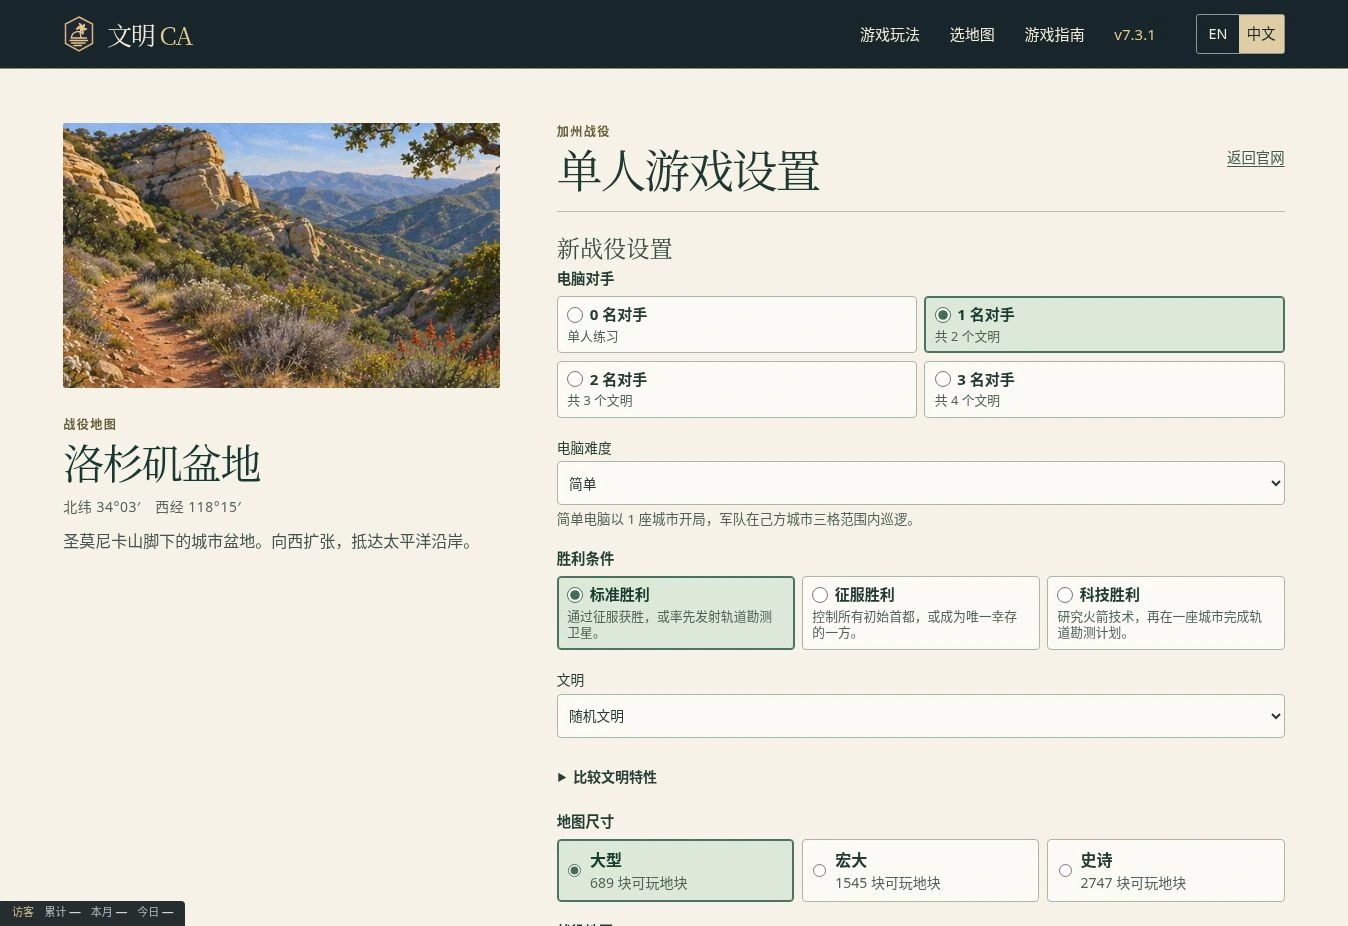 文明 CA
游戏玩法
选地图
游戏指南
v7.3.1
EN
中文
加州战役
单人游戏设置
返回官网
战役地图
洛杉矶盆地
北纬 34°03′ 西经 118°15′
圣莫尼卡山脚下的城市盆地。向西扩张，抵达太平洋沿岸。
新战役设置
电脑对手
0 名对手
单人练习
1 名对手
共 2 个文明
2 名对手
共 3 个文明
3 名对手
共 4 个文明
电脑难度
简单
简单电脑以 1 座城市开局，军队在己方城市三格范围内巡逻。
胜利条件
标准胜利
通过征服获胜，或率先发射轨道勘测
卫星。
征服胜利
控制所有初始首都，或成为唯一幸存
的一方。
科技胜利
研究火箭技术，再在一座城市完成轨
道勘测计划。
文明
随机文明
比较文明特性
地图尺寸
大型
689 块可玩地块
宏大
1545 块可玩地块
史诗
2747 块可玩地块
访客 累计 — 本月 — 今日 —